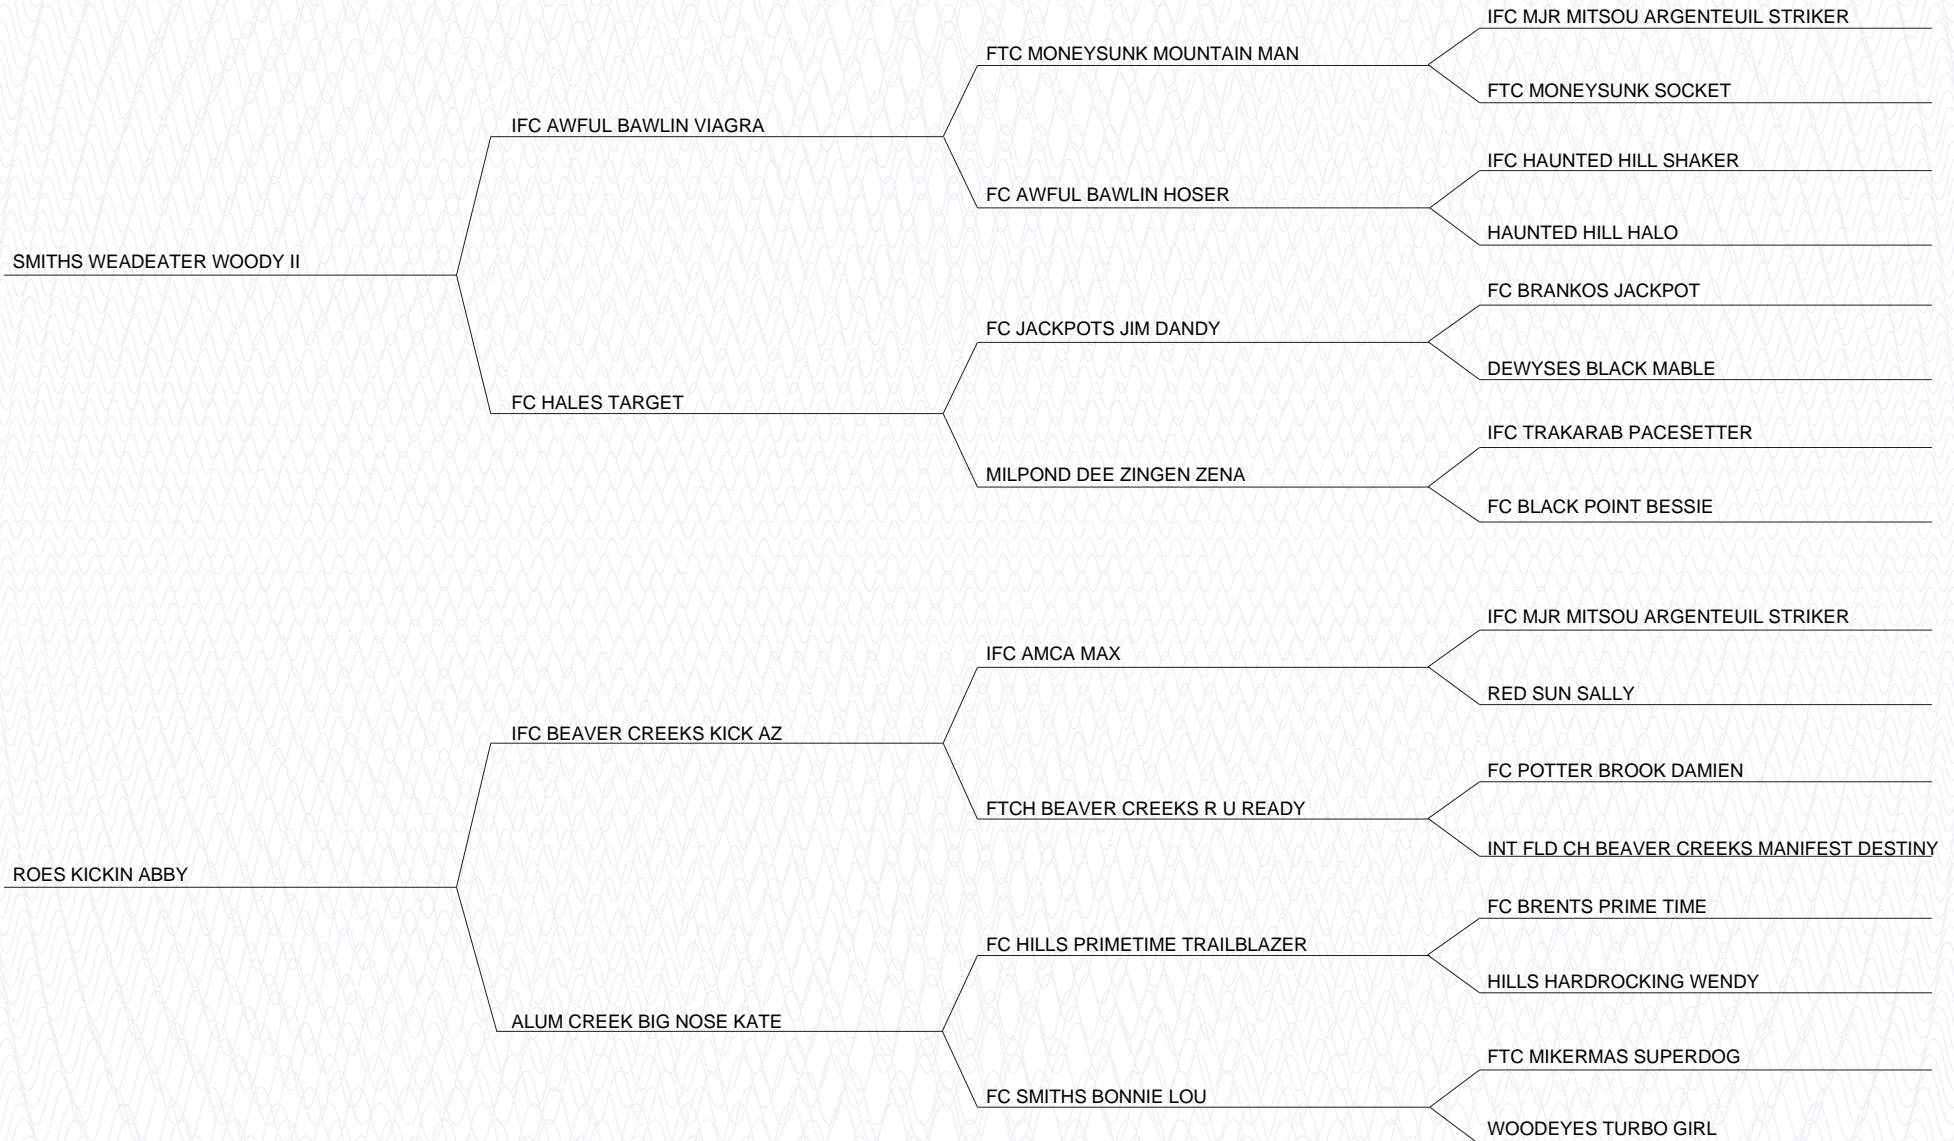 IFC MJR MITSOU ARGENTEUIL STRIKER
FTC MONEYSUNK MOUNTAIN MAN
FTC MONEYSUNK SOCKET
IFC AWFUL BAWLIN VIAGRA
IFC HAUNTED HILL SHAKER
FC AWFUL BAWLIN HOSER
HAUNTED HILL HALO
SMITHS WEADEATER WOODY II
FC BRANKOS JACKPOT
FC JACKPOTS JIM DANDY
DEWYSES BLACK MABLE
FC HALES TARGET
IFC TRAKARAB PACESETTER
MILPOND DEE ZINGEN ZENA
FC BLACK POINT BESSIE
IFC MJR MITSOU ARGENTEUIL STRIKER
IFC AMCA MAX
RED SUN SALLY
IFC BEAVER CREEKS KICK AZ
FC POTTER BROOK DAMIEN
FTCH BEAVER CREEKS R U READY
INT FLD CH BEAVER CREEKS MANIFEST DESTINY
ROES KICKIN ABBY
FC BRENTS PRIME TIME
FC HILLS PRIMETIME TRAILBLAZER
HILLS HARDROCKING WENDY
ALUM CREEK BIG NOSE KATE
FTC MIKERMAS SUPERDOG
FC SMITHS BONNIE LOU
WOODEYES TURBO GIRL